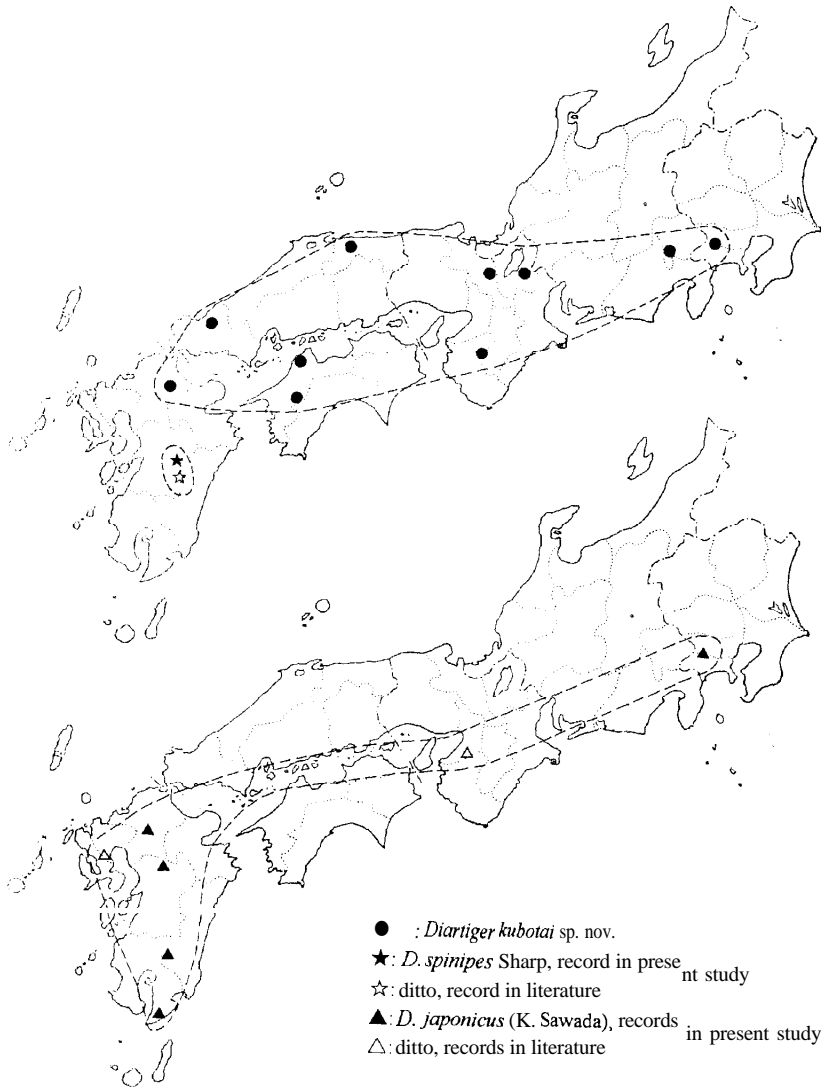 ● : Diartiger kubotai sp. nov.
★: D. spinipes Sharp, record in present study
☆: ditto, record in literature
▲: D. japonicus (K. Sawada), records in present study
△: ditto, records in literature